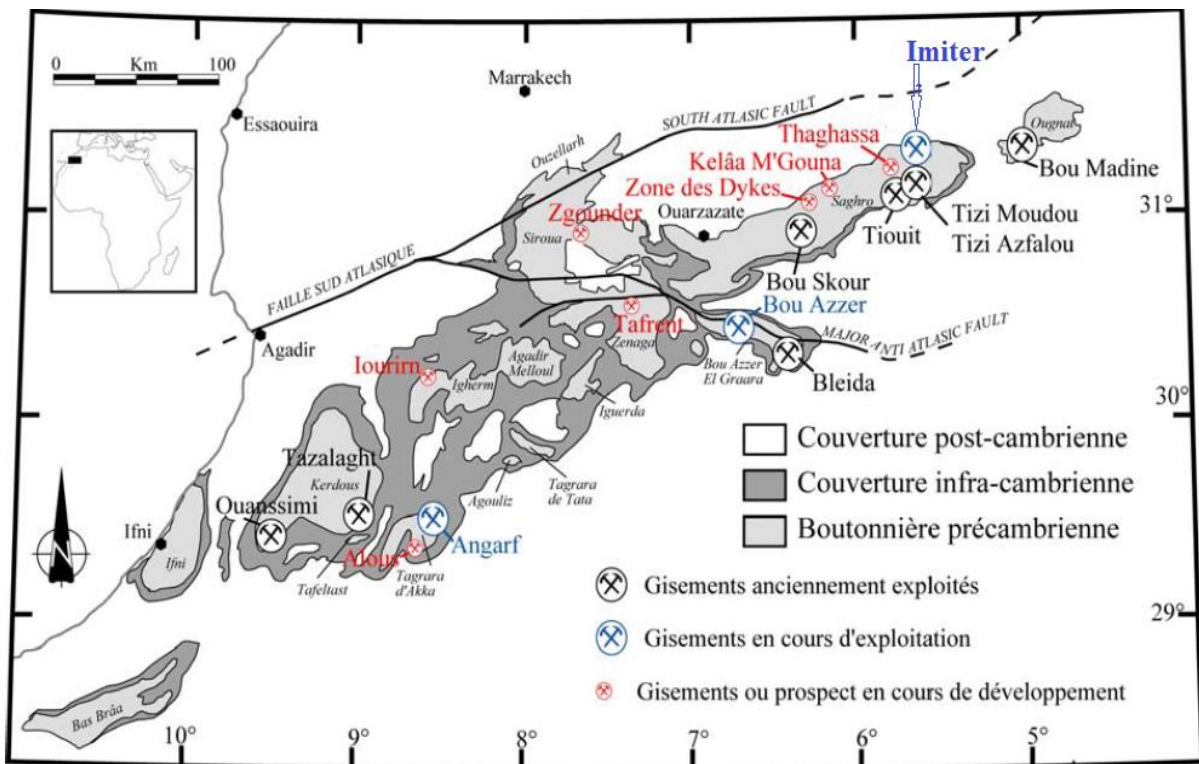 Imiter
0 Km 100
Marrakech
Essaouira
SOUTH ATLASIC FAULT
Ougnat
Ouzellarh
Thaghassa
Kelâa M'Gouna
Bou Madine
Zone des Dykes
Saghro
Zgounder
Ouarzazate
31°
Siroua
Tiouit
Tizi Moudou
Tizi Azfalou
FAILLE SUD ATLASIQUE
Bou Skour
Bou Azzer
Tafrent
Zenaga
MAJOR ANTI ATLASIC FAULT
Agadir
Iourirn
Agadir
Melloul
Igherm
Bou Azzer
El Graara
Bleida
Iguerda
30°
Couverture post-cambrienne
Tazalaght
Kerdous
Tagrara
de Tata
Agouliz
Couverture infra-cambrienne
Ouanssimi
Boutonnière précambrienne
Ifni
Ifni
N
Angarf
Alous
Tafeltast
Tagrara
d'Akka
Gisements anciennement exploités
29°
Gisements en cours d'exploitation
Gisements ou prospect en cours de développement
Bas Brâa
10° 9° 8° 7° 6° 5°